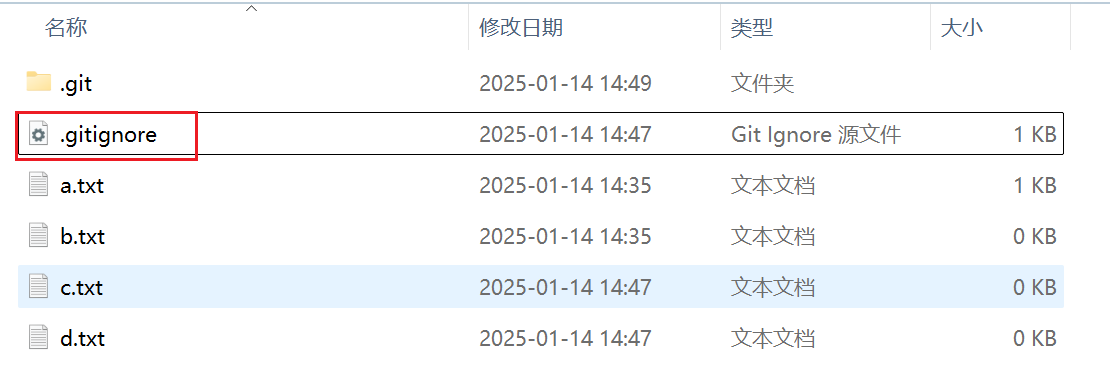 名称 修改日期 类型 大小
.git 2025-01-14 14:49 文件夹
.gitignore 2025-01-14 14:47 Git Ignore 源文件 1 KB
a.txt 2025-01-14 14:35 文本文档 1 KB
b.txt 2025-01-14 14:35 文本文档 0 KB
c.txt 2025-01-14 14:47 文本文档 0 KB
d.txt 2025-01-14 14:47 文本文档 0 KB